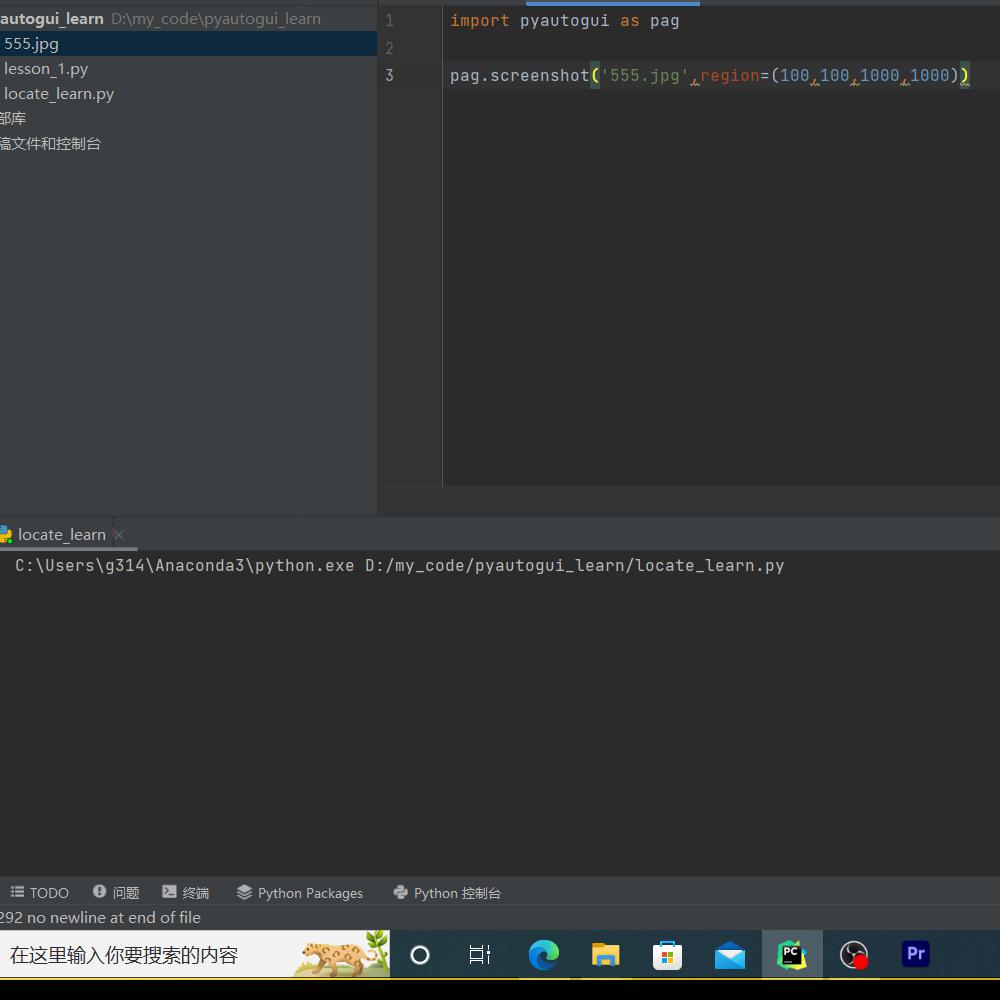 autogui_learn D:\my_code\pyautogui_learn
555.jpg
lesson_1.py
locate_learn.py
部库
稿文件和控制台
1 import pyautogui as pag
2
3 pag.screenshot('555.jpg',region=(100,100,1000,1000))
locate_learn
C:\Users\g314\Anaconda3\python.exe D:/my_code/pyautogui_learn/locate_learn.py
TODO 问题 终端 Python Packages Python 控制台
292 no newline at end of file
在这里输入你要搜索的内容 PC Pr